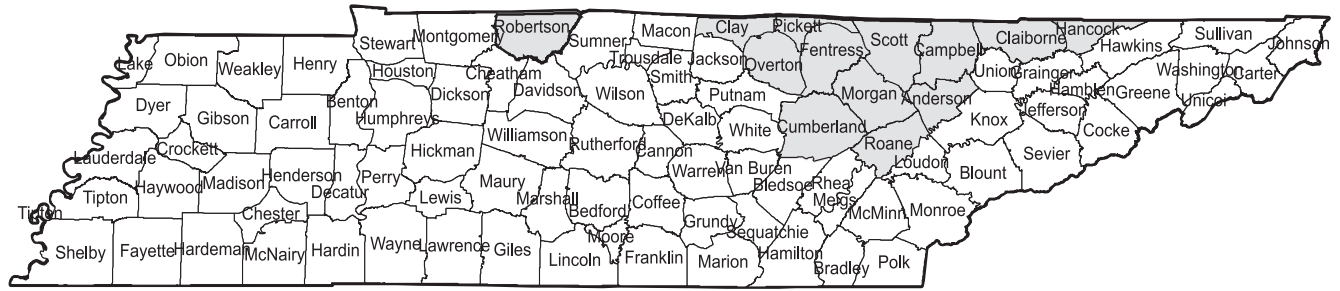 Lake
Obion
Weakley
Henry
Stewart
Montgomery
Robertson
Sumner
Macon
Clay
Pickett
Fentress
Scott
Campbell
Claiborne
Hancock
Hawkins
Sullivan
Johnson
Houston
Cheatham
Trousdale
Smith
Jackson
Overton
Union
Grainger
Hamblen
Greene
Washington
Carter
Unicoi
Dyer
Gibson
Carroll
Benton
Humphreys
Dickson
Davidson
Wilson
DeKalb
Putnam
White
Cumberland
Morgan
Anderson
Knox
Jefferson
Cocke
Sevier
Lauderdale
Crockett
Haywood
Madison
Henderson
Decatur
Perry
Hickman
Williamson
Rutherford
Cannon
Warren
Van Buren
Bledsoe
Rhea
Meigs
Roane
Loudon
Blount
Tipton
Tipton
Chester
Lewis
Maury
Marshall
Bedford
Coffee
Grundy
Sequatchie
McMinn
Monroe
Shelby
Fayette
Hardeman
McNairy
Hardin
Wayne
Lawrence
Giles
Lincoln
Moore
Franklin
Marion
Hamilton
Bradley
Polk